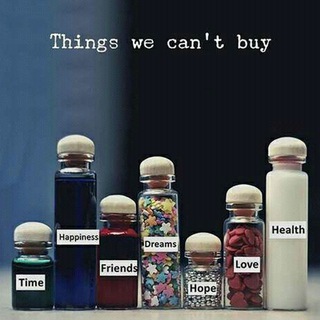 Things we can't buy
Time
Happiness
Friends
Dreams
Hope
Love
Health